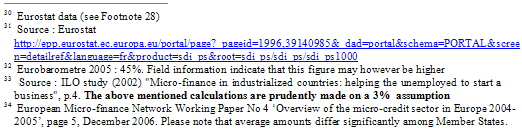 30 Eurostat data (see Footnote 28)
31 Source : Eurostat
http://epp.eurostat.ec.europa.eu/portal/page?_pageid=1996,39140985&_dad=portal&schema=PORTAL&scree
n=detailref&language=fr&product=sdi_ps&root=sdi_ps/sdi_ps/sdi_ps1000
32 Eurobarometre 2005 : 45%. Field information indicate that this figure may however be higher
33 Source : ILO study (2002) "Micro-finance in industrialized countries: helping the unemployed to start a
business", p.4. The above mentioned calculations are prudently made on a 3% assumption
34 European Micro-finance Network Working Paper No 4 ‘Overview of the micro-credit sector in Europe 2004-
2005’, page 5, December 2006. Please note that average amounts differ significantly among Member States.